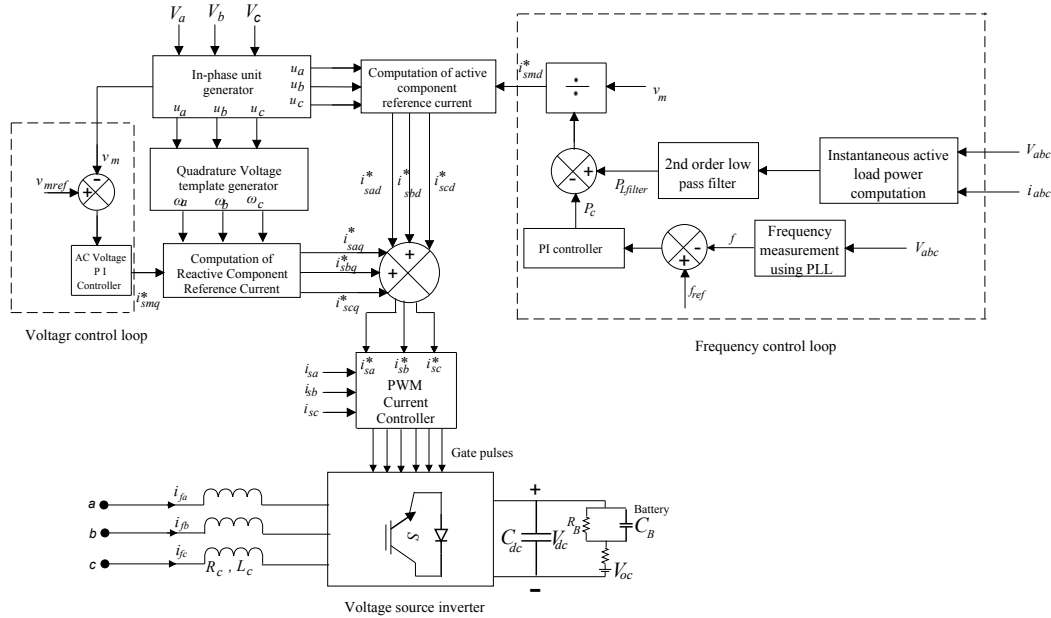 V_a V_b V_c
In-phase unit
generator
u_a
u_b
u_c
u_a u_b u_c
Computation of active
component
reference current
i*_smd
*
*
v_m
v_m
v_mref
+
-
AC Voltage
P I
Controller
i*_smq
Voltagr control loop
Quadrature Voltage
template generator
ω_a ω_b ω_c
Computation of
Reactive Component
Reference Current
i*_saq
i*_sbq
i*_scq
i*_sad i*_sbd i*_scd
+
+
2nd order low
pass filter
P_Lfilter
+
-
P_c
Instantaneous active
load power
computation
V_abc
i_abc
PI controller
-
+
f
f_ref
Frequency
measurement
using PLL
V_abc
Frequency control loop
i*_sa i*_sb i*_sc
PWM
Current
Controller
i_sa
i_sb
i_sc
Gate pulses
a i_fa
b i_fb
c i_fc
R_c , L_c
S
Voltage source inverter
+
C_dc V_dc
-
Battery
R_B C_B
V_oc